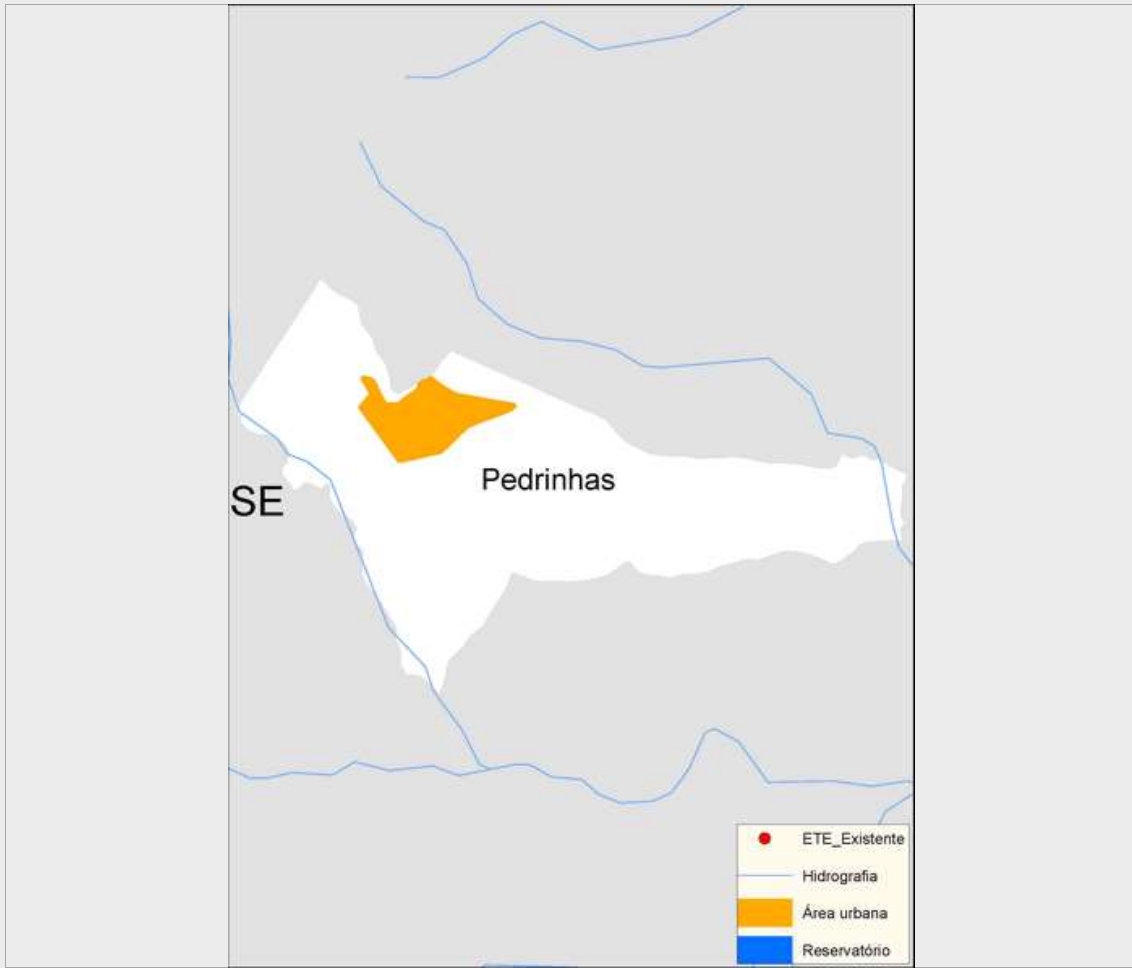 Pedrinhas
SE
ETE_Existente
Hidrografia
Área urbana
Reservatório